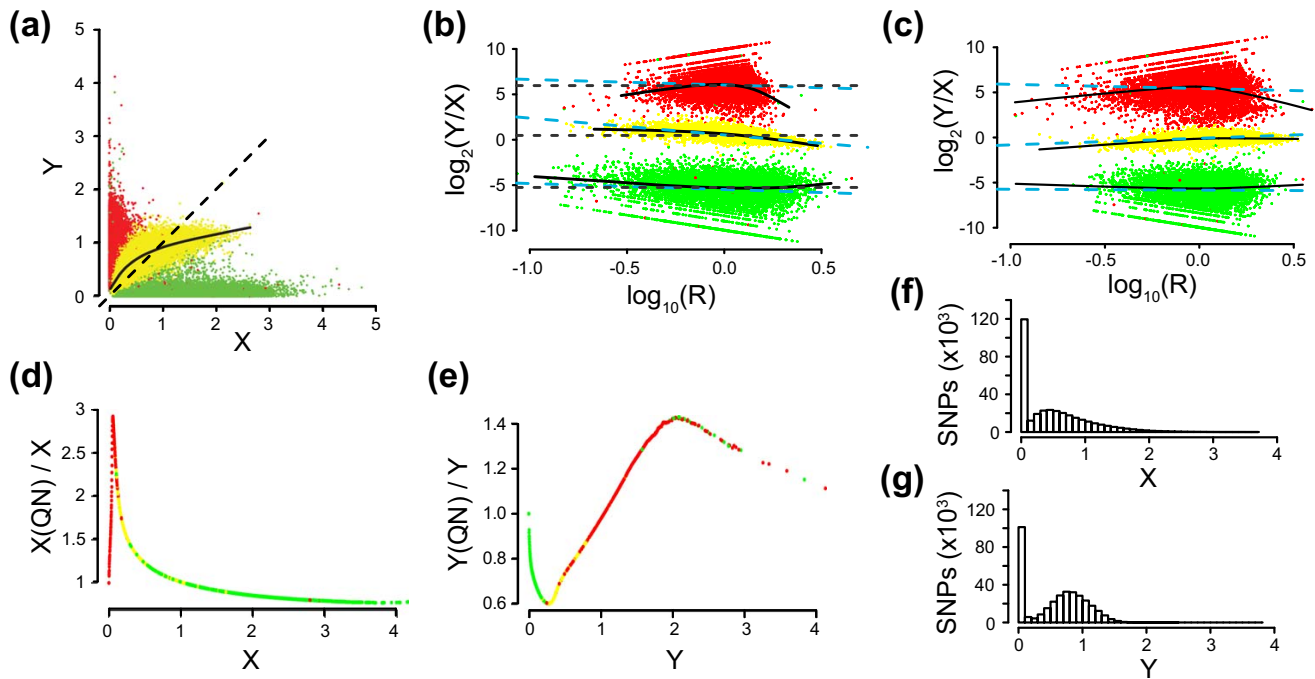 (a)
Y
5
4
3
2
1
0
0 1 2 3 4 5
X
(b)
log2(Y/X)
10
5
0
-5
-10
-1.0 -0.5 0.0 0.5
log10(R)
(c)
log2(Y/X)
10
5
0
-5
10
-1.0 -0.5 0.0 0.5
log10(R)
(d)
X(QN) / X
3
2.5
2
1.5
1
0 1 2 3 4
X
(e)
Y(QN) / Y
1.4
1.2
1.0
0.8
0.6
0 1 2 3 4
Y
(f)
SNPs (x10³)
120
80
40
0
0 1 2 3 4
X
(g)
SNPs (x10³)
120
80
40
0
0 1 2 3 4
Y